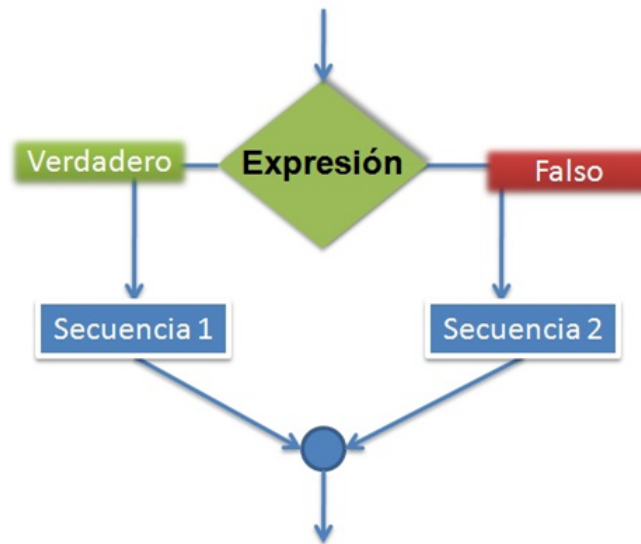 Expresión
Verdadero
Falso
Secuencia 1
Secuencia 2